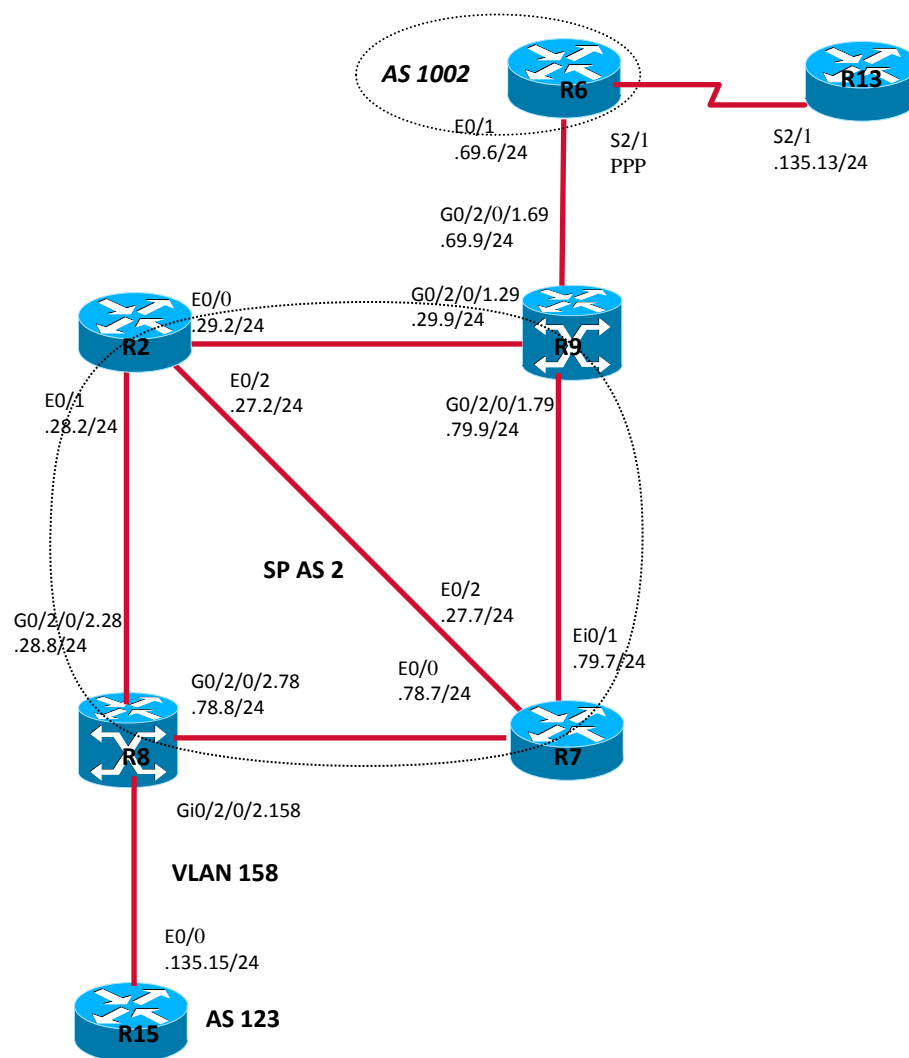 AS 1002
R6
R13
E0/1
.69.6/24
S2/1
PPP
S2/1
.135.13/24
G0/2/0/1.69
.69.9/24
E0/0
.29.2/24
G0/2/0/1.29
.29.9/24
R2
R9
E0/2
.27.2/24
E0/1
.28.2/24
G0/2/0/1.79
.79.9/24
SP AS 2
E0/2
.27.7/24
G0/2/0/2.28
.28.8/24
Ei0/1
.79.7/24
E0/0
.78.7/24
G0/2/0/2.78
.78.8/24
R8
R7
Gi0/2/0/2.158
VLAN 158
E0/0
.135.15/24
R15
AS 123